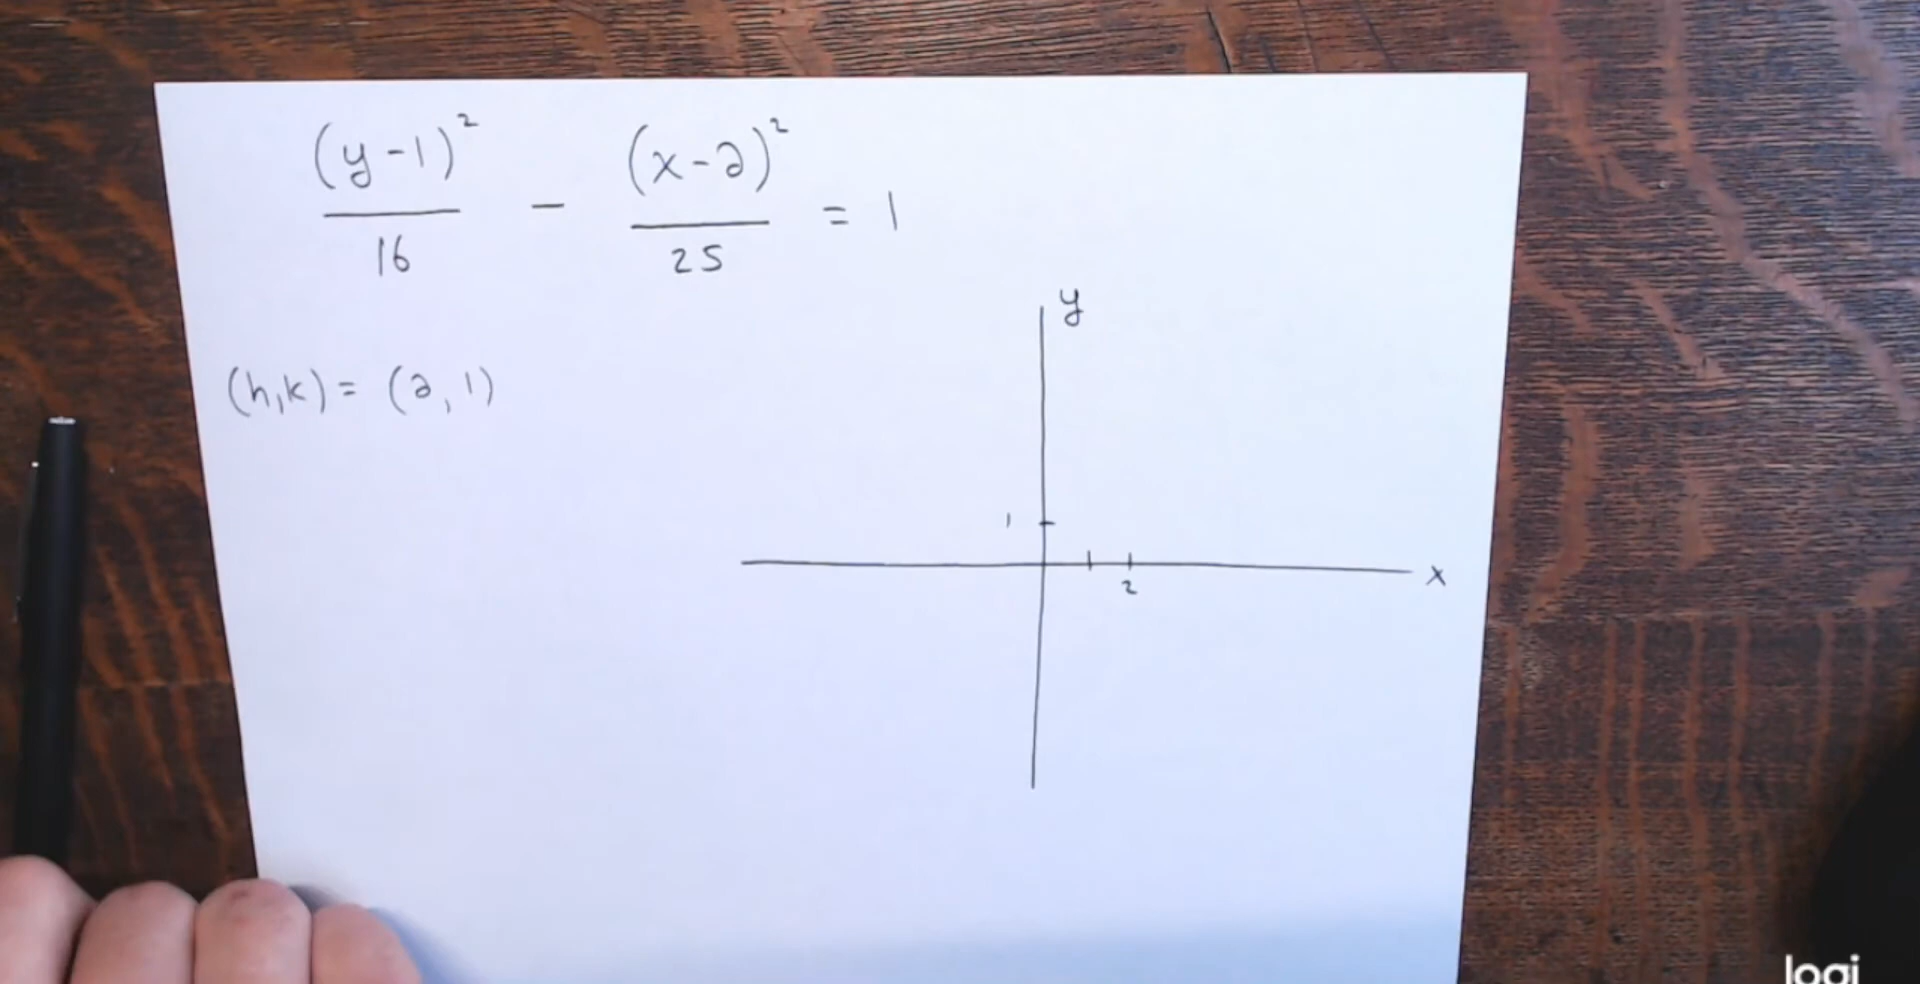 (y-1)² / 16 - (x-2)² / 25 = 1
(h,k) = (2,1)
y
1
2
x
logi